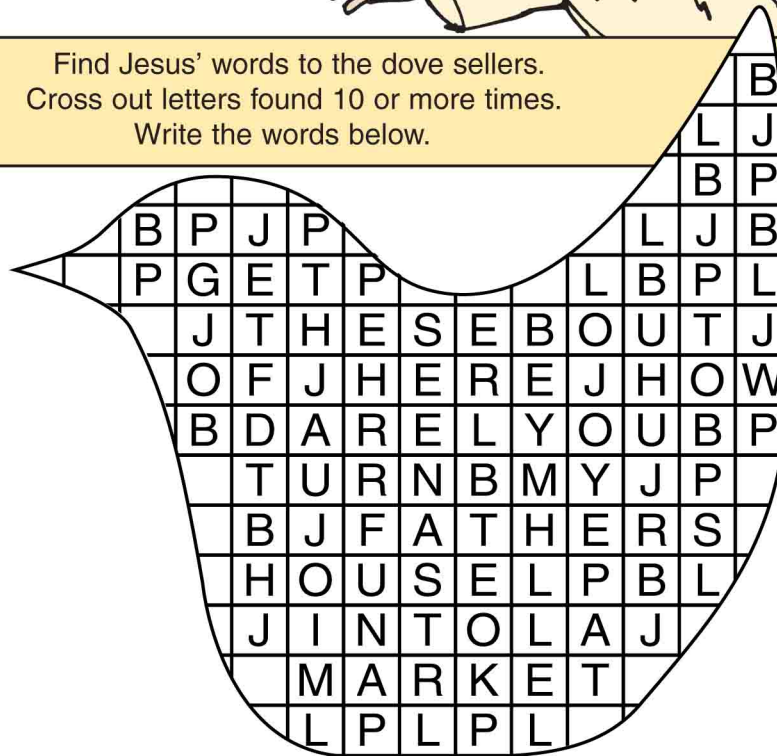 Find Jesus' words to the dove sellers.
Cross out letters found 10 or more times.
Write the words below.
B
L J
B P
B P J P L J B
P G E T P L B P L
J T H E S E B O U T J
O F J H E R E J H O W
B D A R E L Y O U B P
T U R N B M Y J P
B J F A T H E R S
H O U S E L P B L
J I N T O L A J
M A R K E T
L P L P L